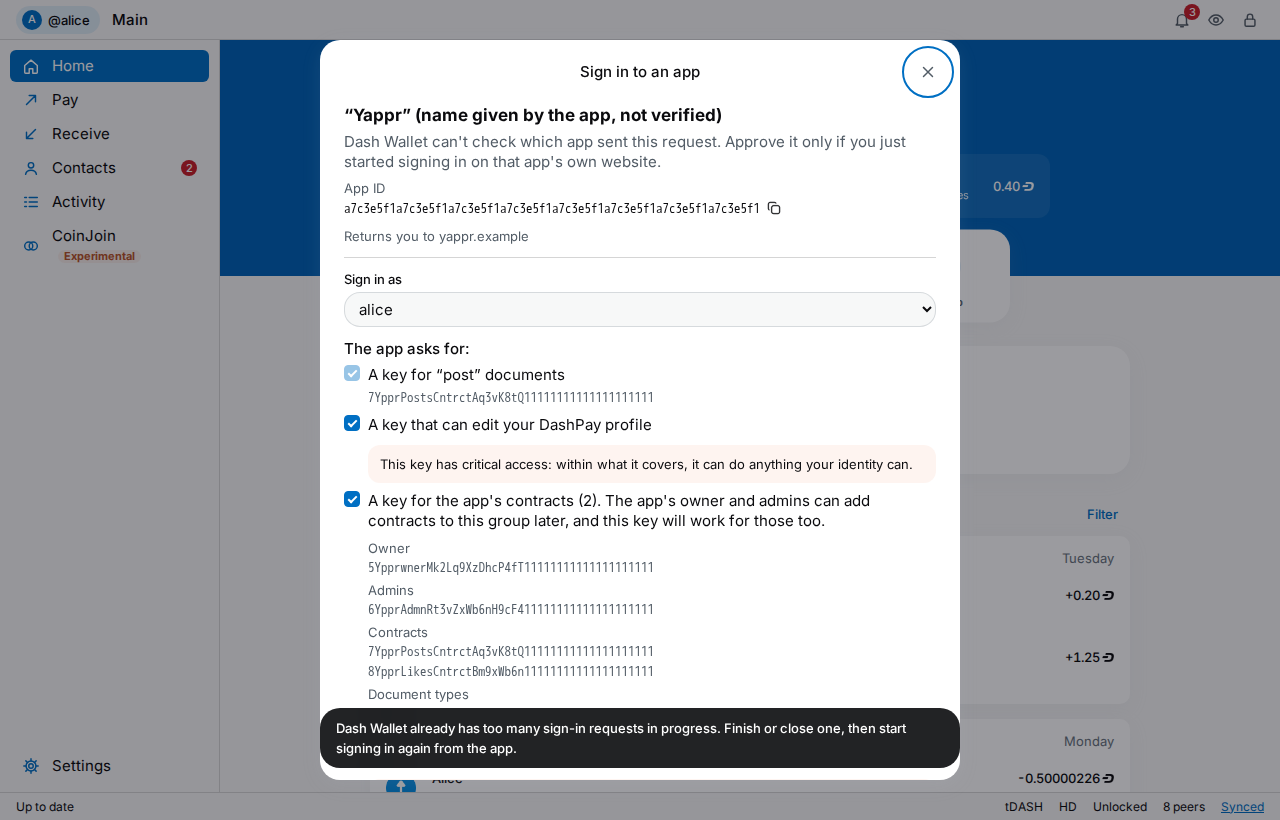 A @alice Main 3
Home
Pay
Receive
Contacts 2
Activity
CoinJoin
Experimental
Settings
Sign in to an app
“Yappr” (name given by the app, not verified)
Dash Wallet can't check which app sent this request. Approve it only if you just
started signing in on that app's own website.
App ID
a7c3e5f1a7c3e5f1a7c3e5f1a7c3e5f1a7c3e5f1a7c3e5f1a7c3e5f1a7c3e5f1
Returns you to yappr.example
Sign in as
alice
The app asks for:
A key for “post” documents
A key that can edit your DashPay profile
This key has critical access: within what it covers, it can do anything your identity can.
A key for the app's contracts (2). The app's owner and admins can add
contracts to this group later, and this key will work for those too.
Owner
Admins
Contracts
Document types
Dash Wallet already has too many sign-in requests in progress. Finish or close one, then start
signing in again from the app.
0.40
Filter
Tuesday
+0.20
+1.25
Monday
Alice -0.50000226
Up to date tDASH HD Unlocked 8 peers Synced